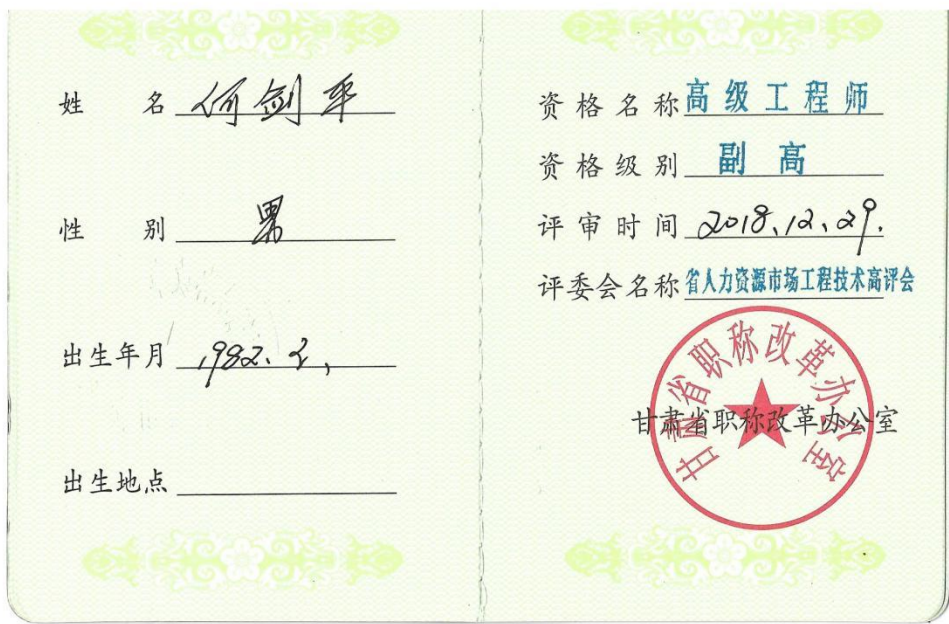 姓 名 何剑平
性 别 男
出生年月 1982.2.
出生地点
资格名称 高级工程师
资格级别 副高
评审时间 2018.12.29.
评委会名称 省人力资源市场工程技术高评会
甘肃省职称改革办公室
甘肃省职称改革办公室